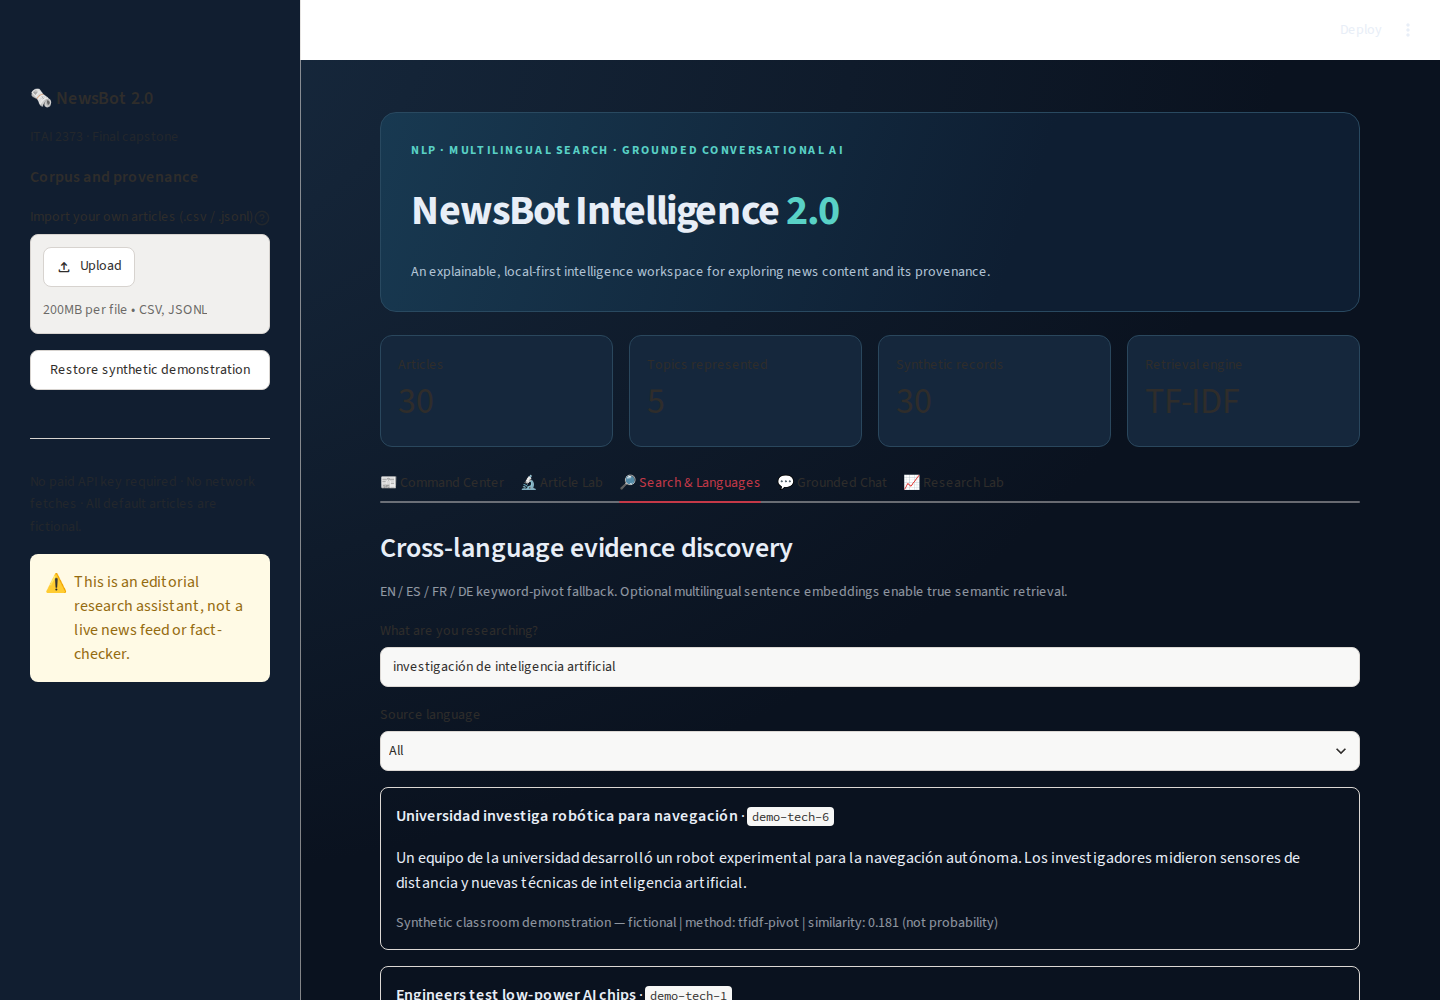 Deploy
🗞️ NewsBot 2.0
ITAI 2373 · Final capstone
Corpus and provenance
Import your own articles (.csv / .jsonl)
Upload
200MB per file • CSV, JSONL
Restore synthetic demonstration
No paid API key required · No network
fetches · All default articles are
fictional.
⚠️ This is an editorial
research assistant, not a
live news feed or fact-
checker.
NLP · MULTILINGUAL SEARCH · GROUNDED CONVERSATIONAL AI
NewsBot Intelligence 2.0
An explainable, local-first intelligence workspace for exploring news content and its provenance.
Articles
30
Topics represented
5
Synthetic records
30
Retrieval engine
TF-IDF
📰 Command Center 🔬 Article Lab 🔎 Search & Languages 💬 Grounded Chat 📈 Research Lab
Cross-language evidence discovery
EN / ES / FR / DE keyword-pivot fallback. Optional multilingual sentence embeddings enable true semantic retrieval.
What are you researching?
investigación de inteligencia artificial
Source language
All
Universidad investiga robótica para navegación · demo-tech-6
Un equipo de la universidad desarrolló un robot experimental para la navegación autónoma. Los investigadores midieron sensores de
distancia y nuevas técnicas de inteligencia artificial.
Synthetic classroom demonstration — fictional | method: tfidf-pivot | similarity: 0.181 (not probability)
Engineers test low-power AI chips · demo-tech-1